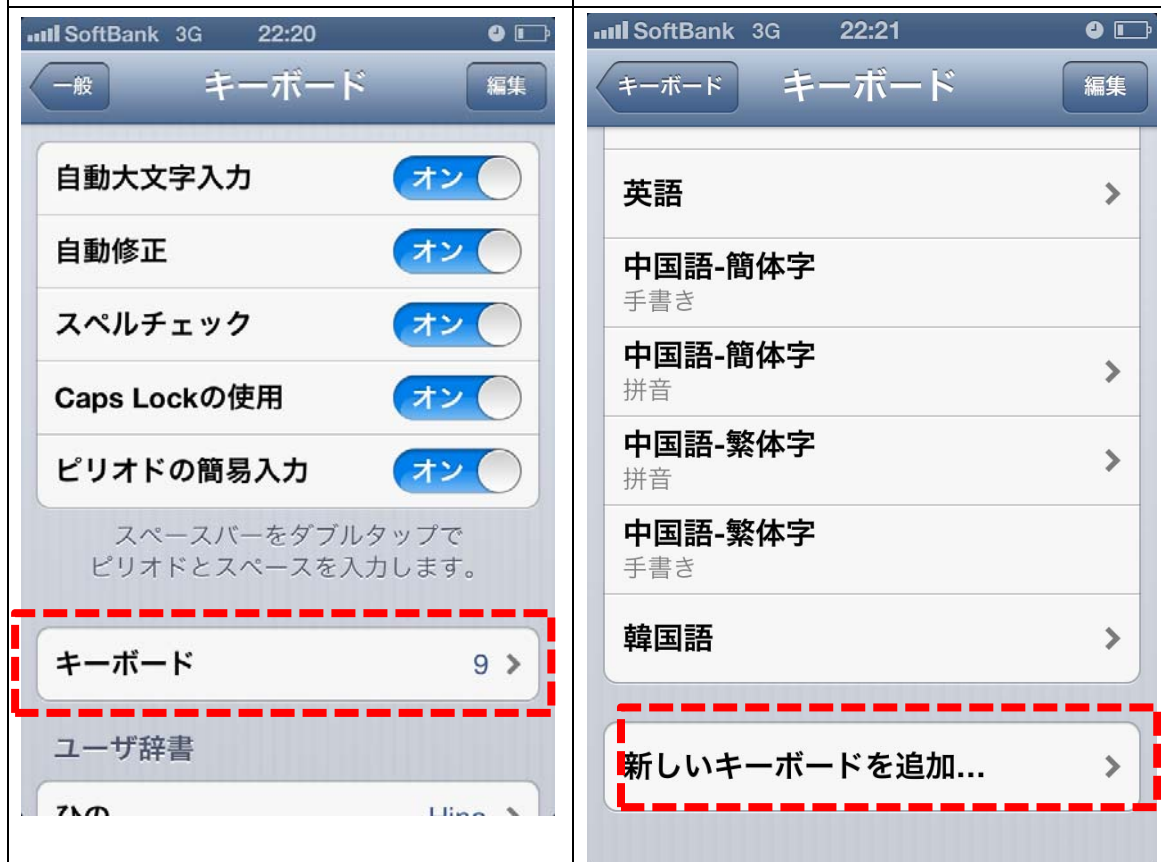 SoftBank 3G 22:20
一般 キーボード 編集
自動大文字入力 オン
自動修正 オン
スペルチェック オン
Caps Lockの使用 オン
ピリオドの簡易入力 オン
スペースバーをダブルタップで
ピリオドとスペースを入力します。
キーボード 9
ユーザ辞書
SoftBank 3G 22:21
キーボード キーボード 編集
英語
中国語-簡体字
手書き
中国語-簡体字
拼音
中国語-繁体字
拼音
中国語-繁体字
手書き
韓国語
新しいキーボードを追加...